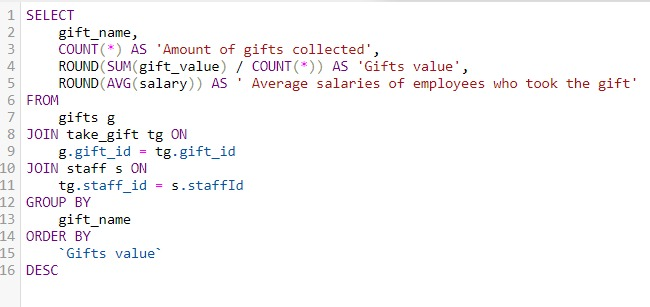 1 SELECT
2     gift_name,
3     COUNT(*) AS 'Amount of gifts collected',
4     ROUND(SUM(gift_value) / COUNT(*)) AS 'Gifts value',
5     ROUND(AVG(salary)) AS ' Average salaries of employees who took the gift'
6 FROM
7     gifts g
8 JOIN take_gift tg ON
9     g.gift_id = tg.gift_id
10 JOIN staff s ON
11     tg.staff_id = s.staffId
12 GROUP BY
13     gift_name
14 ORDER BY
15     `Gifts value`
16 DESC